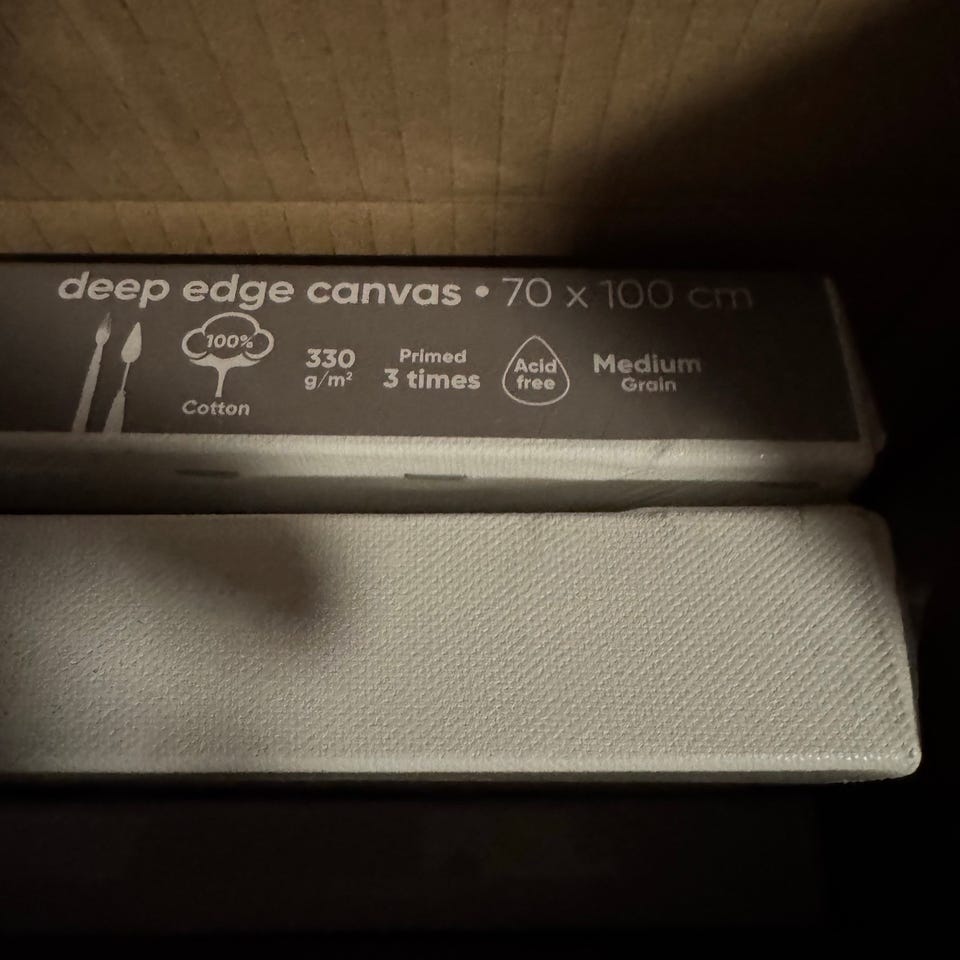 deep edge canvas • 70 x 100 cm
100%
Cotton
330
g/m²
Primed
3 times
Acid
free
Medium
Grain